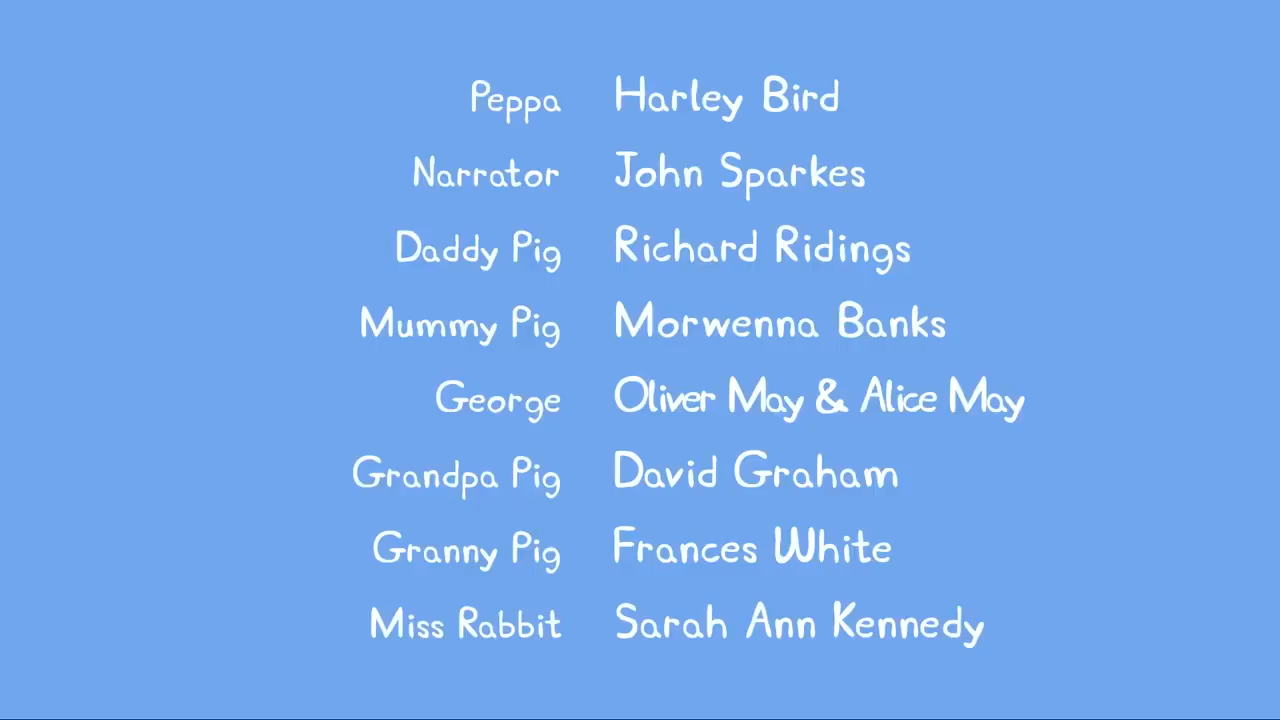 Peppa Harley Bird
Narrator John Sparkes
Daddy Pig Richard Ridings
Mummy Pig Morwenna Banks
George Oliver May & Alice May
Grandpa Pig David Graham
Granny Pig Frances White
Miss Rabbit Sarah Ann Kennedy